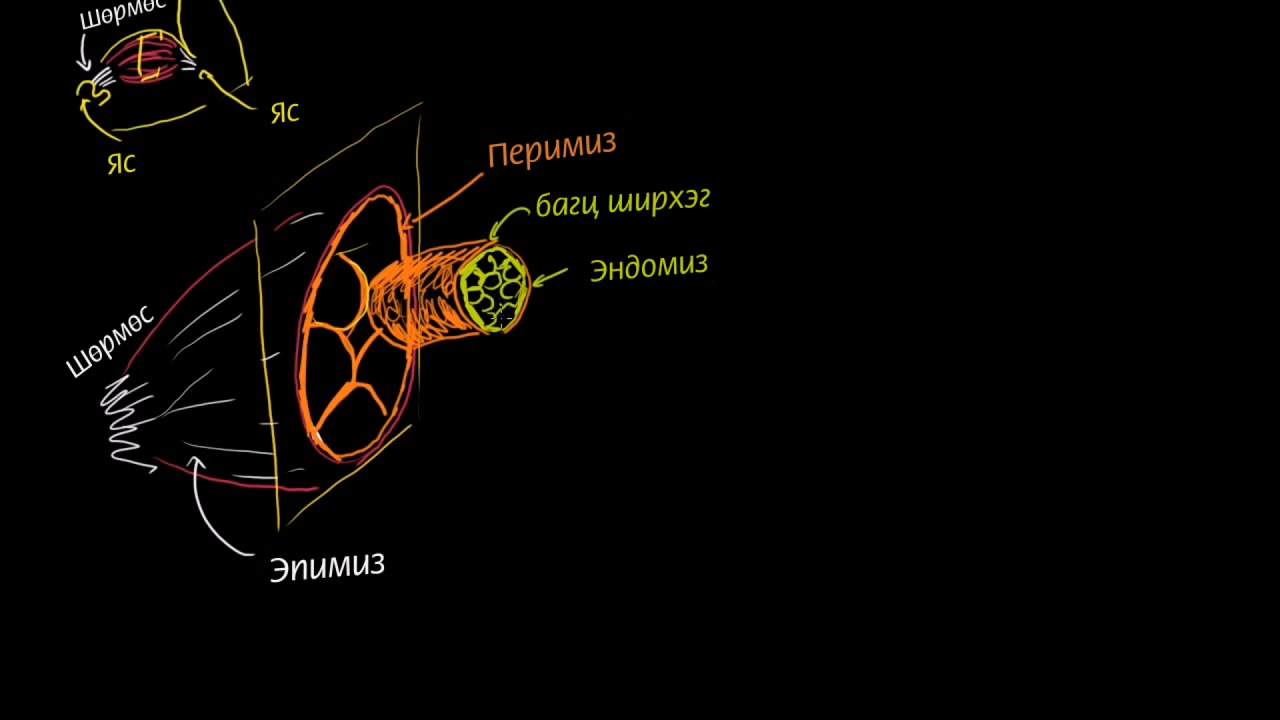 Шөрмөс
Яс
Яс
Перимиз
багц ширхэг
Эндомиз
Шөрмөс
Эпимиз